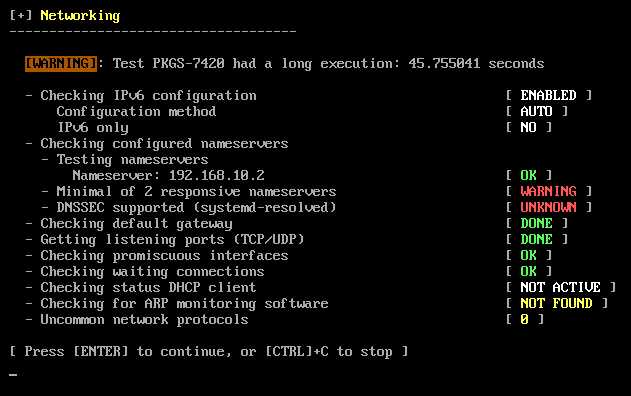 [+] Networking
------------------------------------
[WARNING]: Test PKGS-7420 had a long execution: 45.755041 seconds
- Checking IPv6 configuration [ ENABLED ]
Configuration method [ AUTO ]
IPv6 only [ NO ]
- Checking configured nameservers
- Testing nameservers
Nameserver: 192.168.10.2 [ OK ]
- Minimal of 2 responsive nameservers [ WARNING ]
- DNSSEC supported (systemd-resolved) [ UNKNOWN ]
- Checking default gateway [ DONE ]
- Getting listening ports (TCP/UDP) [ DONE ]
- Checking promiscuous interfaces [ OK ]
- Checking waiting connections [ OK ]
- Checking status DHCP client [ NOT ACTIVE ]
- Checking for ARP monitoring software [ NOT FOUND ]
- Uncommon network protocols [ 0 ]
[ Press [ENTER] to continue, or [CTRL]+C to stop ]
_